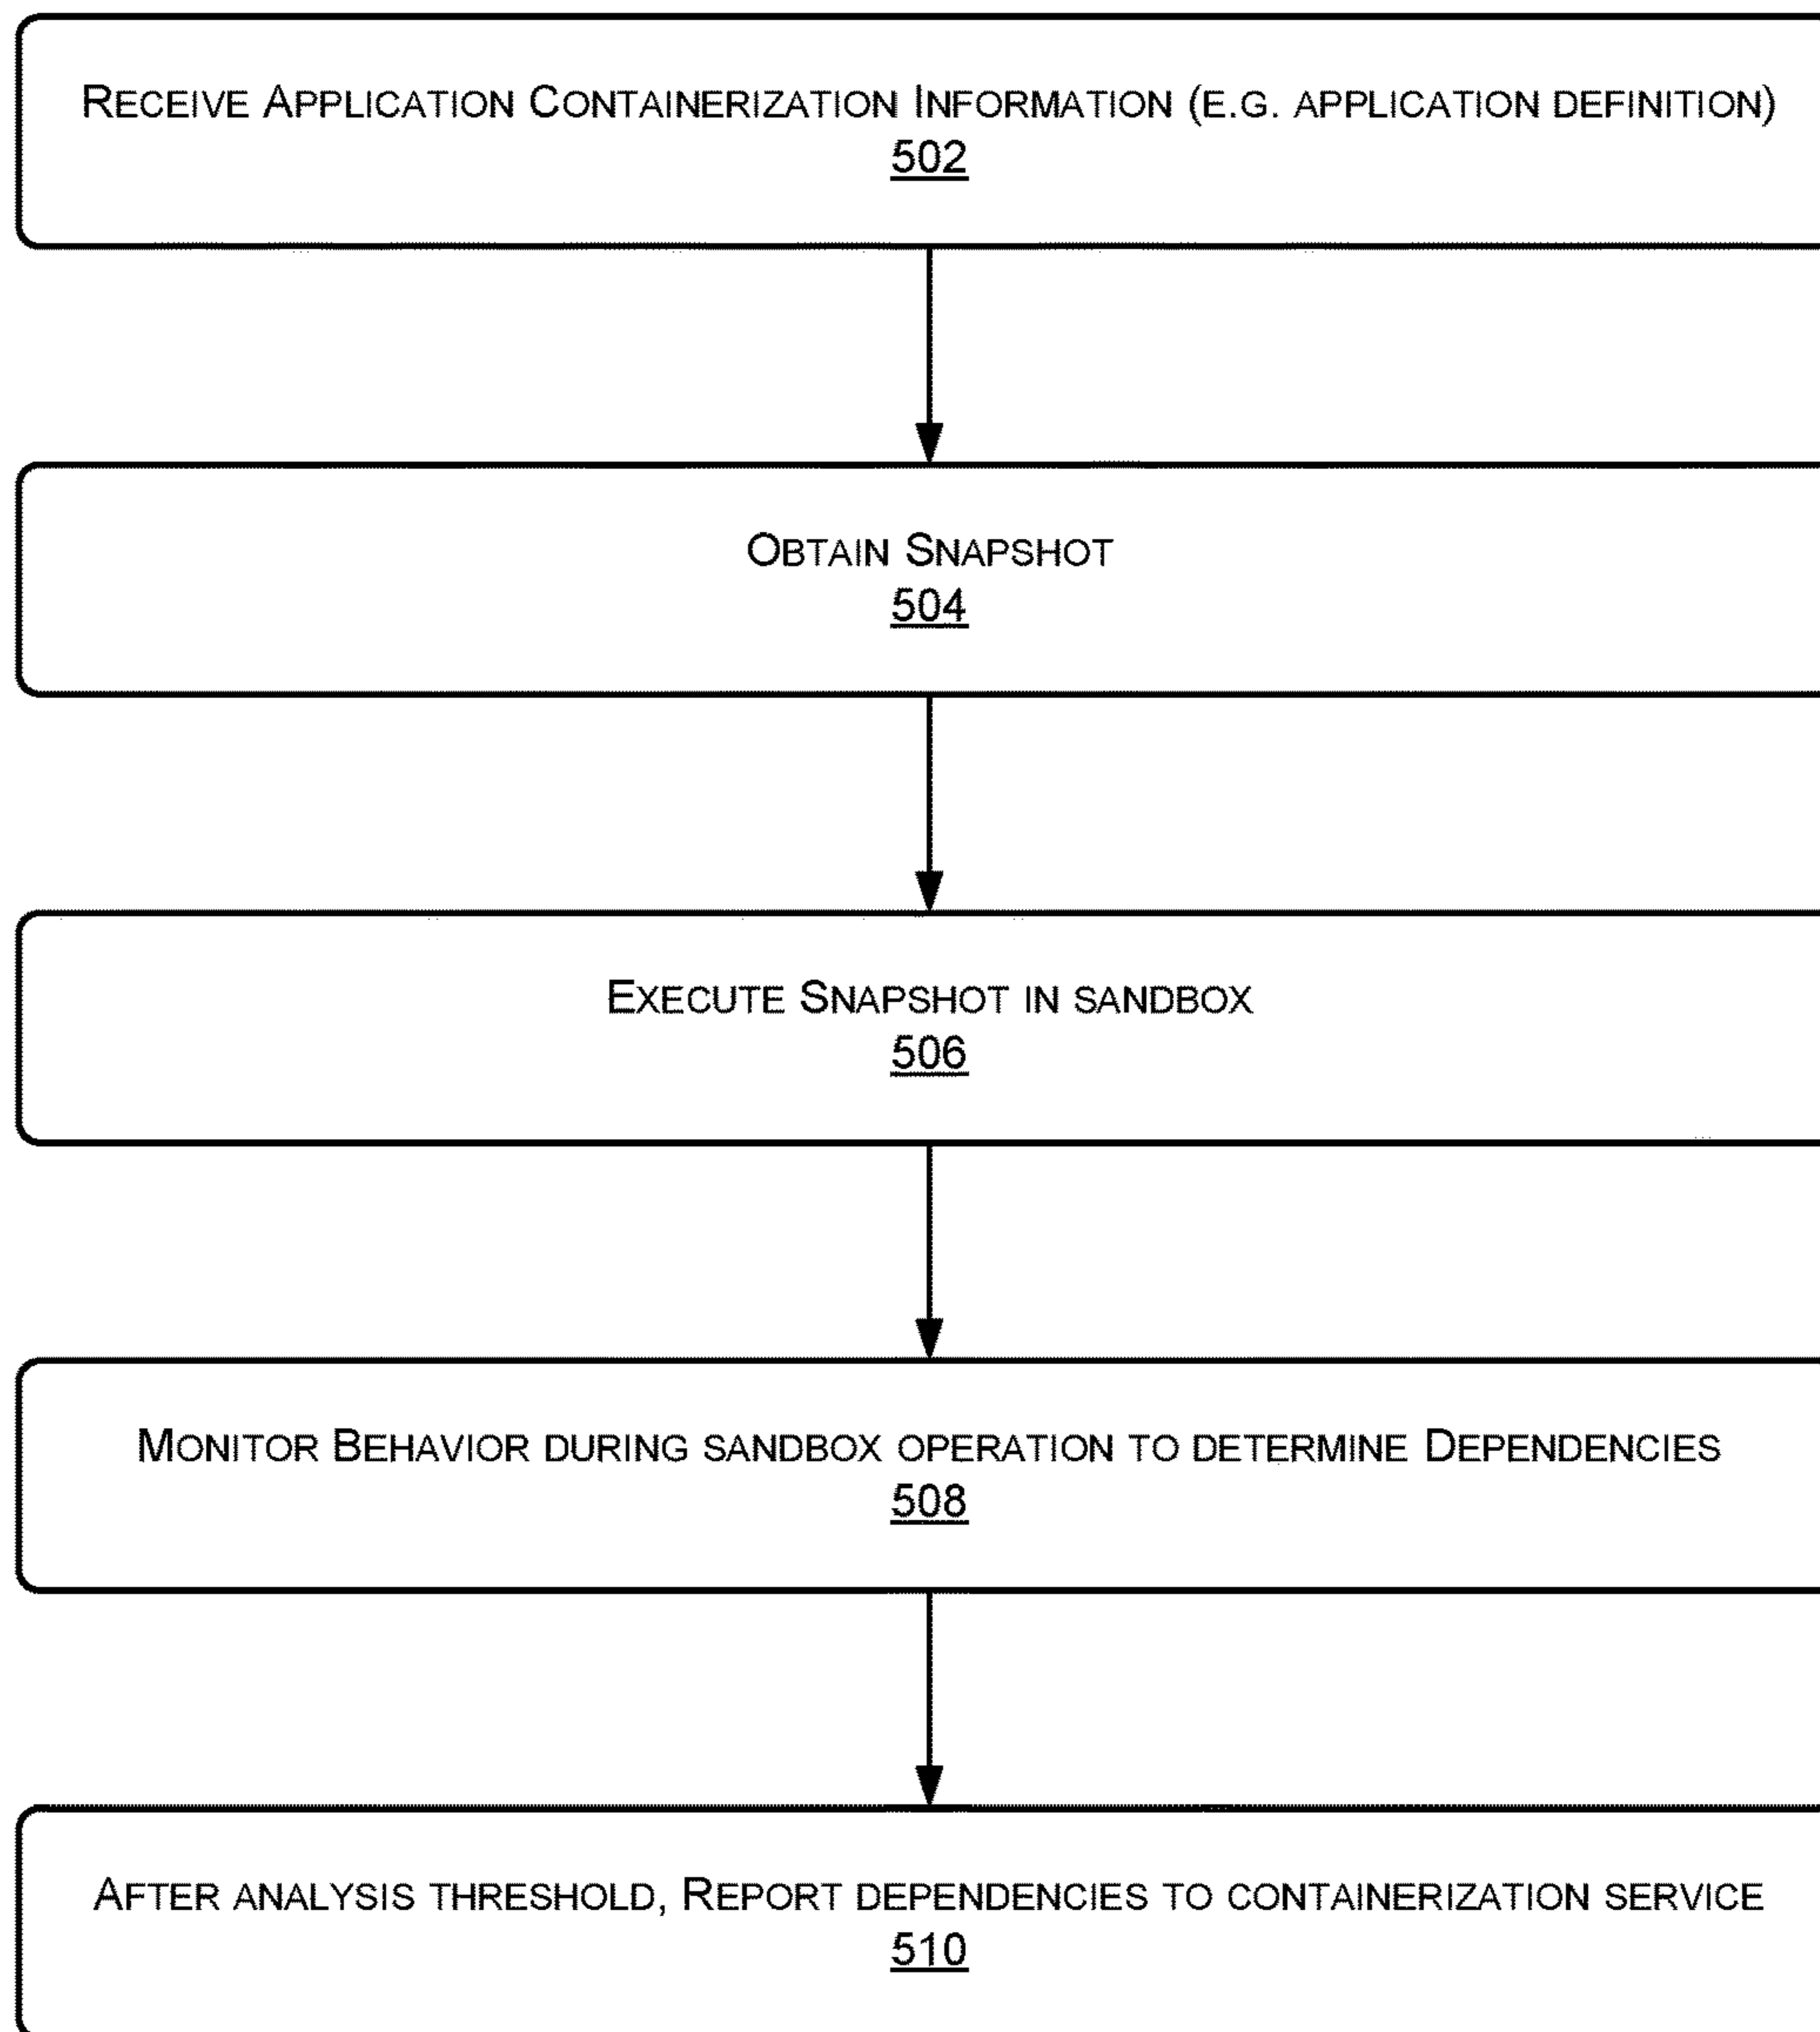 RECEIVE APPLICATION CONTAINERIZATION INFORMATION (E.G. APPLICATION DEFINITION)
502
OBTAIN SNAPSHOT
504
EXECUTE SNAPSHOT IN SANDBOX
506
MONITOR BEHAVIOR DURING SANDBOX OPERATION TO DETERMINE DEPENDENCIES
508
AFTER ANALYSIS THRESHOLD, REPORT DEPENDENCIES TO CONTAINERIZATION SERVICE
510